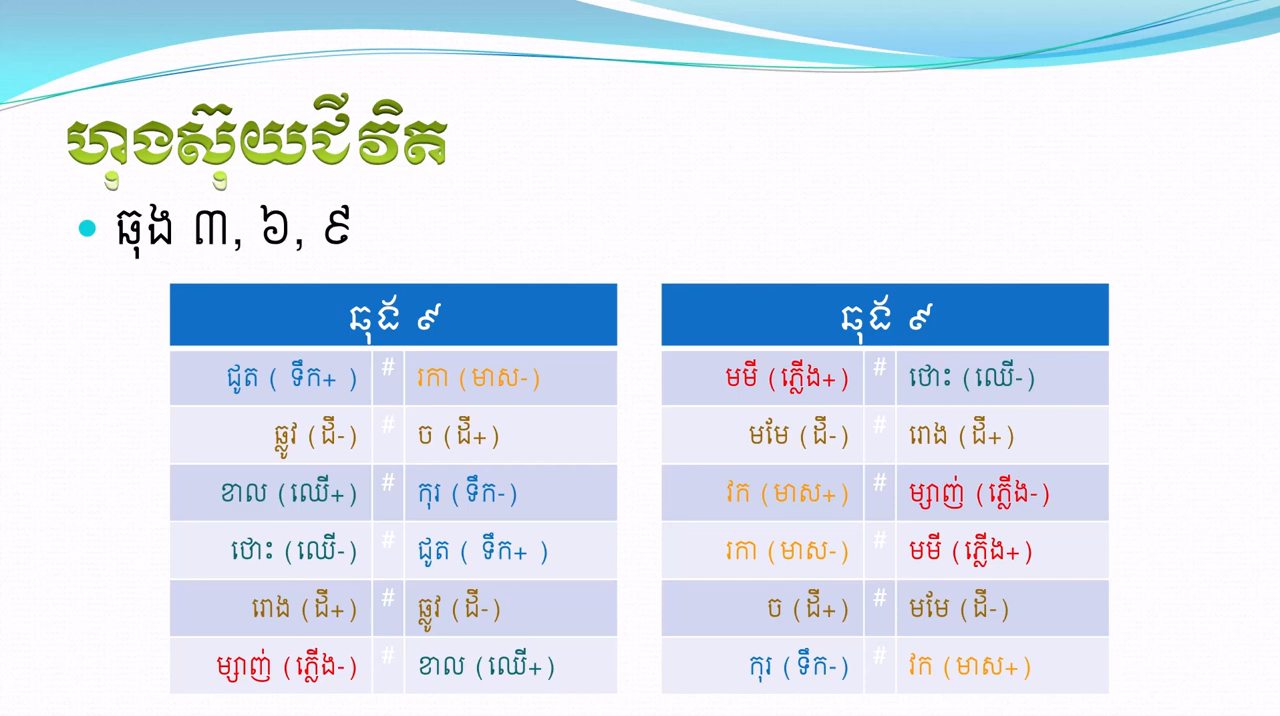 ហុងស៊ុយជីវិត
• ឆុង ៣, ៦, ៩
ឆុង ៩
ជូត ( ទឹក+ ) # រកា (មាស-)
ឆ្លូវ (ដី-) # ច (ដី+)
ខាល (ឈើ+) # កុរ (ទឹក-)
ថោះ (ឈើ-) # ជូត ( ទឹក+ )
រោង (ដី+) # ឆ្លូវ (ដី-)
ម្សាញ់ (ភ្លើង-) # ខាល (ឈើ+)
ឆុង ៩
មមី (ភ្លើង+) # ថោះ (ឈើ-)
មមែ (ដី-) # រោង (ដី+)
វក (មាស+) # ម្សាញ់ (ភ្លើង-)
រកា (មាស-) # មមី (ភ្លើង+)
ច (ដី+) # មមែ (ដី-)
កុរ (ទឹក-) # វក (មាស+)